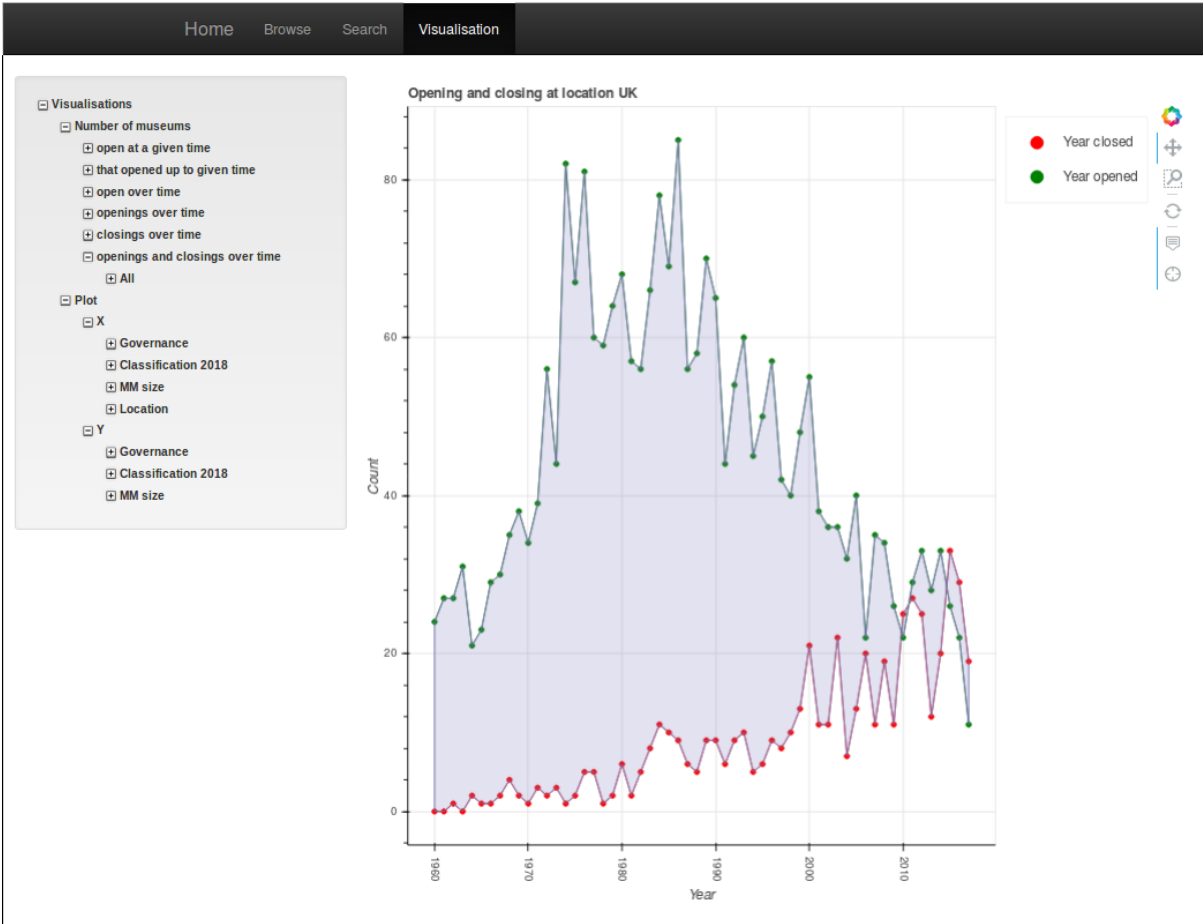 Home Browse Search Visualisation
Visualisations
Number of museums
open at a given time
that opened up to given time
open over time
openings over time
closings over time
openings and closings over time
All
Plot
X
Governance
Classification 2018
MM size
Location
Y
Governance
Classification 2018
MM size
Opening and closing at location UK
80
60
40
20
0
Count
1960 1970 1980 1990 2000 2010
Year
Year closed
Year opened